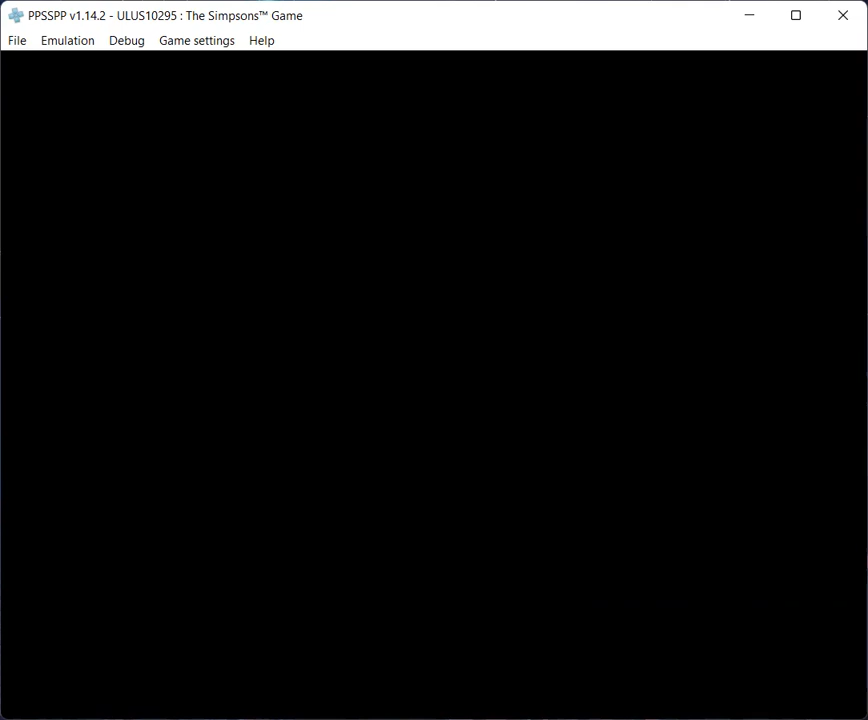 PPSSPP v1.14.2 - ULUS10295 : The Simpsons™ Game
File Emulation Debug Game settings Help